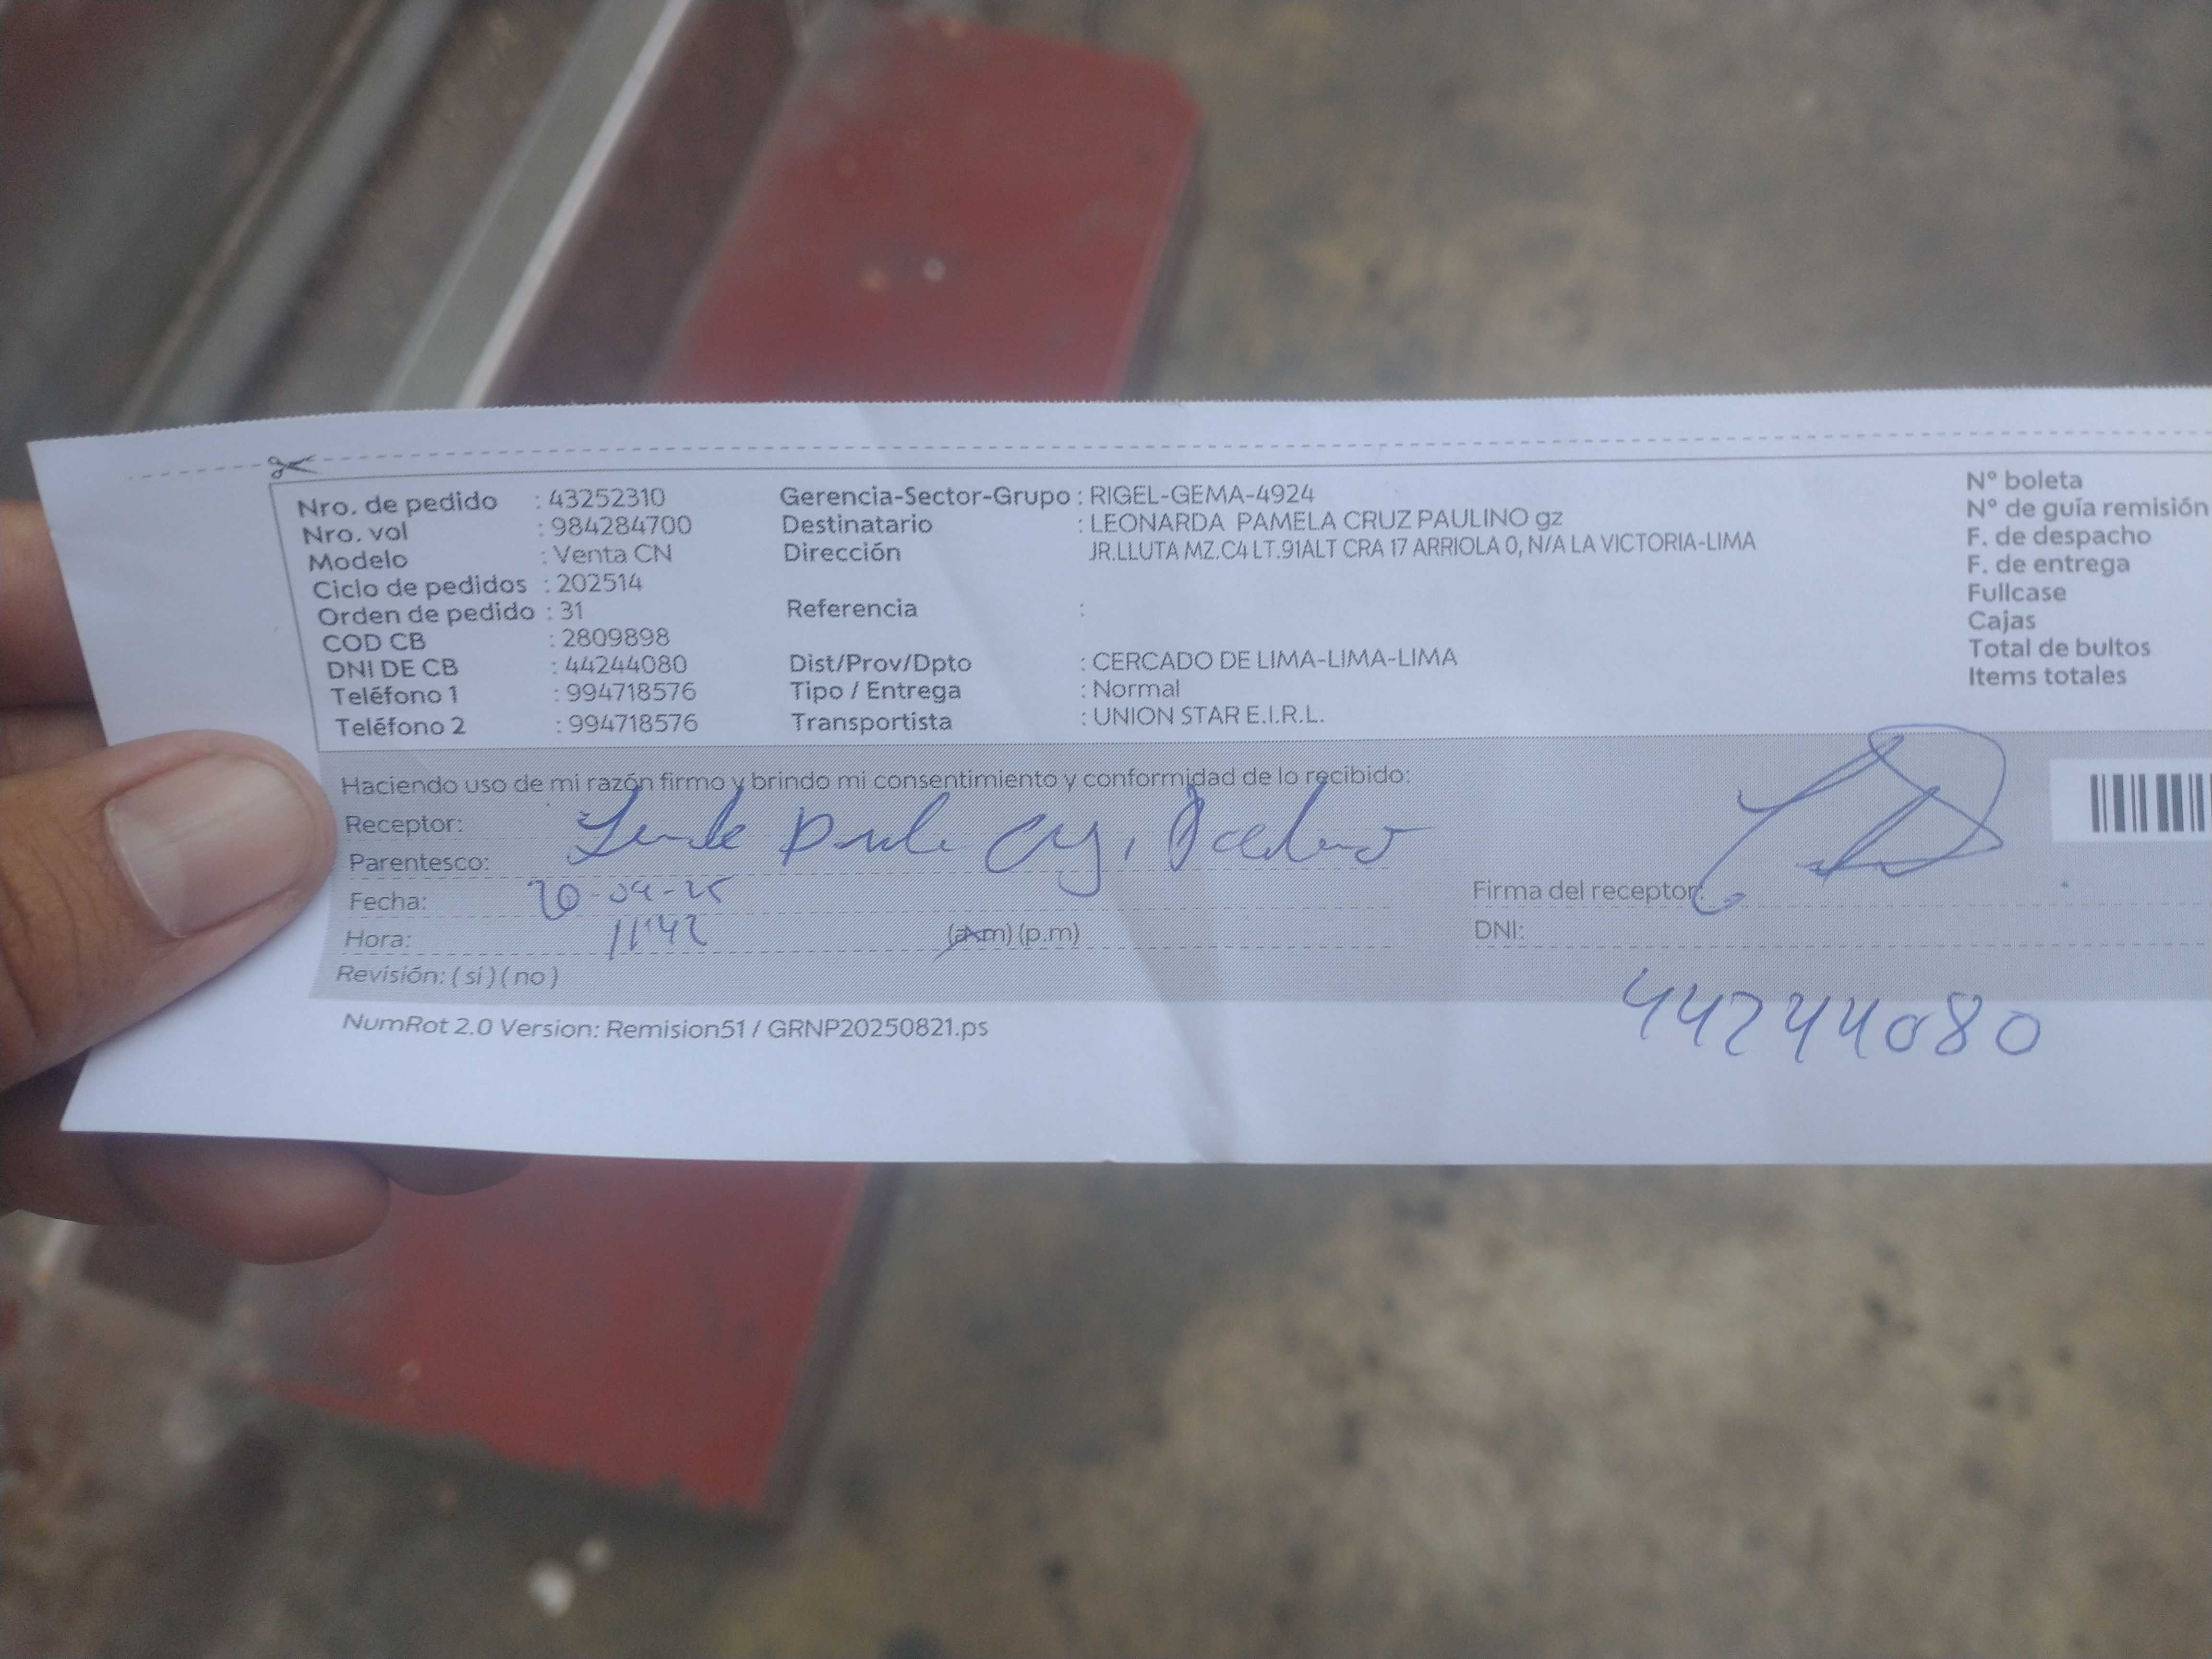 Nro. de pedido : 43252310 Gerencia-Sector-Grupo : RIGEL-GEMA-4924 N° boleta
Nro. vol : 984284700 Destinatario : LEONARDA PAMELA CRUZ PAULINO gz N° de guía remisión
Modelo : Venta CN Dirección JR.LLUTA MZ.C4 LT.91ALT CRA 17 ARRIOLA 0, N/A LA VICTORIA-LIMA F. de despacho
Ciclo de pedidos : 202514 F. de entrega
Orden de pedido : 31 Referencia : Fullcase
COD CB : 2809898 Cajas
DNI DE CB : 44244080 Dist/Prov/Dpto : CERCADO DE LIMA-LIMA-LIMA Total de bultos
Teléfono 1 : 994718576 Tipo / Entrega : Normal Items totales
Teléfono 2 : 994718576 Transportista : UNION STAR E.I.R.L.
Haciendo uso de mi razón firmo y brindo mi consentimiento y conformidad de lo recibido:
Receptor:
Parentesco:
Fecha: 20-09-25 Firma del receptor:
Hora: 11:42 (a.m) (p.m) DNI:
Revisión: ( si ) ( no )
44244080
NumRot 2.0 Version: Remision51 / GRNP20250821.ps